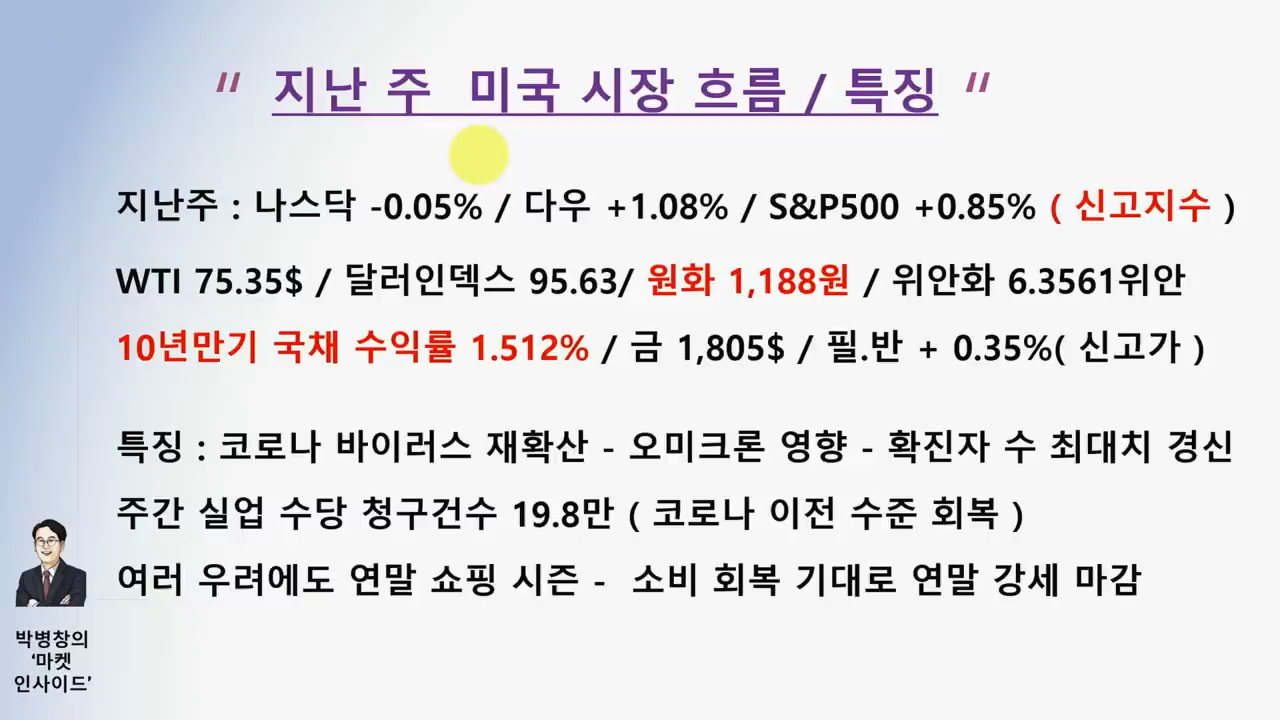 “ 지난 주 미국 시장 흐름 / 특징 “
지난주 : 나스닥 -0.05% / 다우 +1.08% / S&P500 +0.85% ( 신고지수 )
WTI 75.35$ / 달러인덱스 95.63/ 원화 1,188원 / 위안화 6.3561위안
10년만기 국채 수익률 1.512% / 금 1,805$ / 필.반 + 0.35%( 신고가 )
특징 : 코로나 바이러스 재확산 - 오미크론 영향 - 확진자 수 최대치 경신
주간 실업 수당 청구건수 19.8만 ( 코로나 이전 수준 회복 )
여러 우려에도 연말 쇼핑 시즌 - 소비 회복 기대로 연말 강세 마감
박병창의
‘마켓
인사이드’